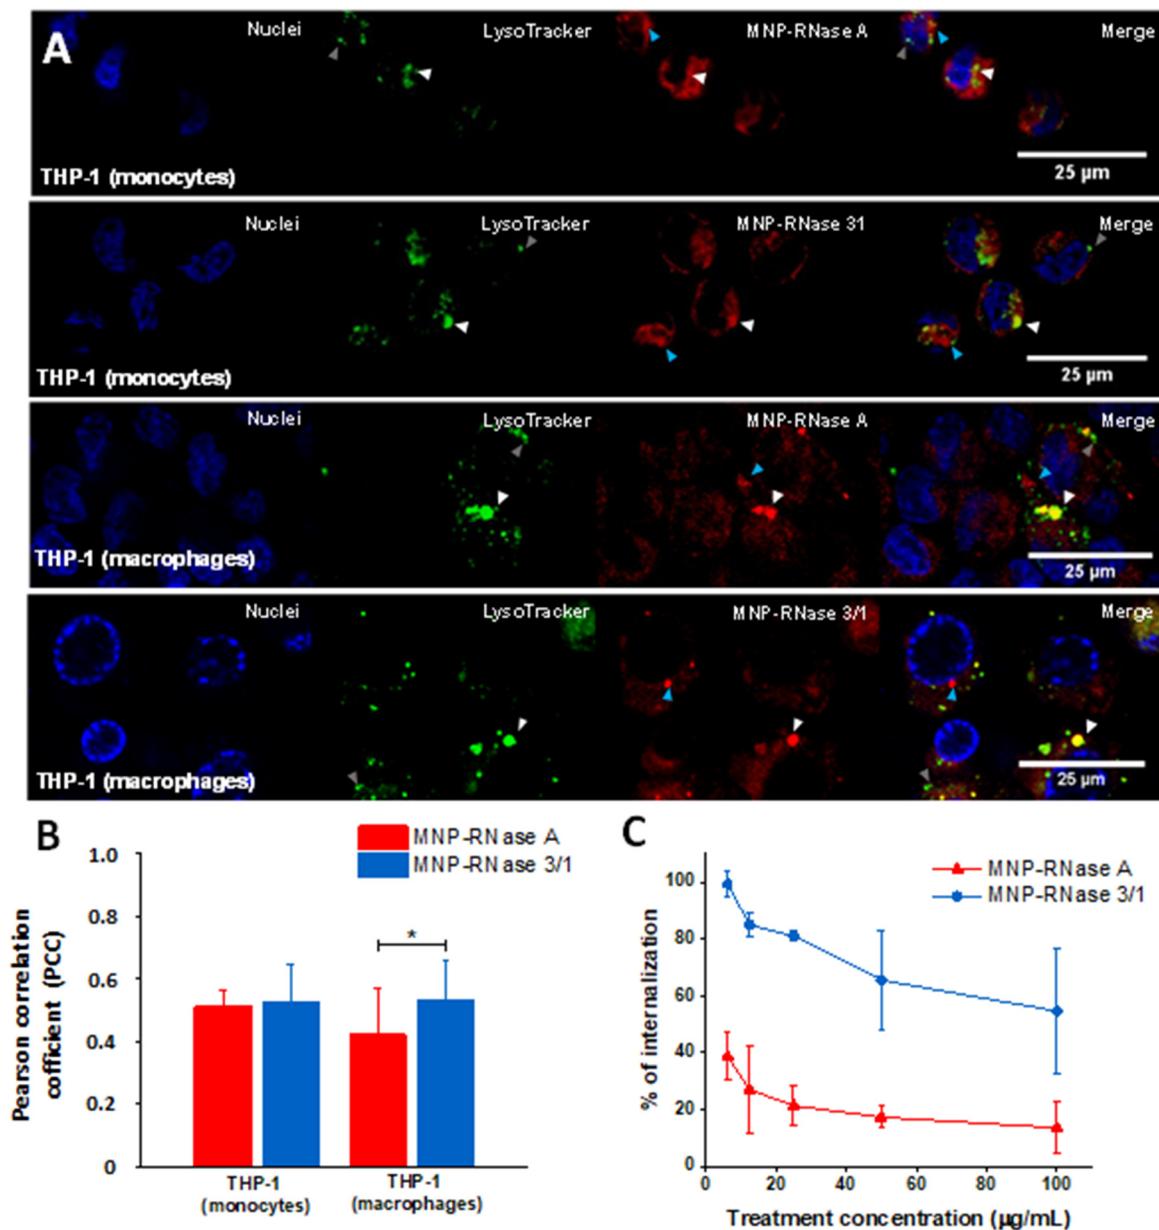 A
Nuclei LysoTracker MNP-RNase A Merge
THP-1 (monocytes) 25 µm
Nuclei LysoTracker MNP-RNase 31 Merge
THP-1 (monocytes) 25 µm
Nuclei LysoTracker MNP-RNase A Merge
THP-1 (macrophages) 25 µm
Nuclei LysoTracker MNP-RNase 3/1 Merge
THP-1 (macrophages) 25 µm
B
MNP-RNase A
MNP-RNase 3/1
Pearson correlation
cofficient (PCC)
1.0
0.8
0.6
0.4
0.2
0
*
THP-1
(monocytes)
THP-1
(macrophages)
C
MNP-RNase A
MNP-RNase 3/1
% of internalization
100
80
60
40
20
0
0 20 40 60 80 100
Treatment concentration (µg/mL)